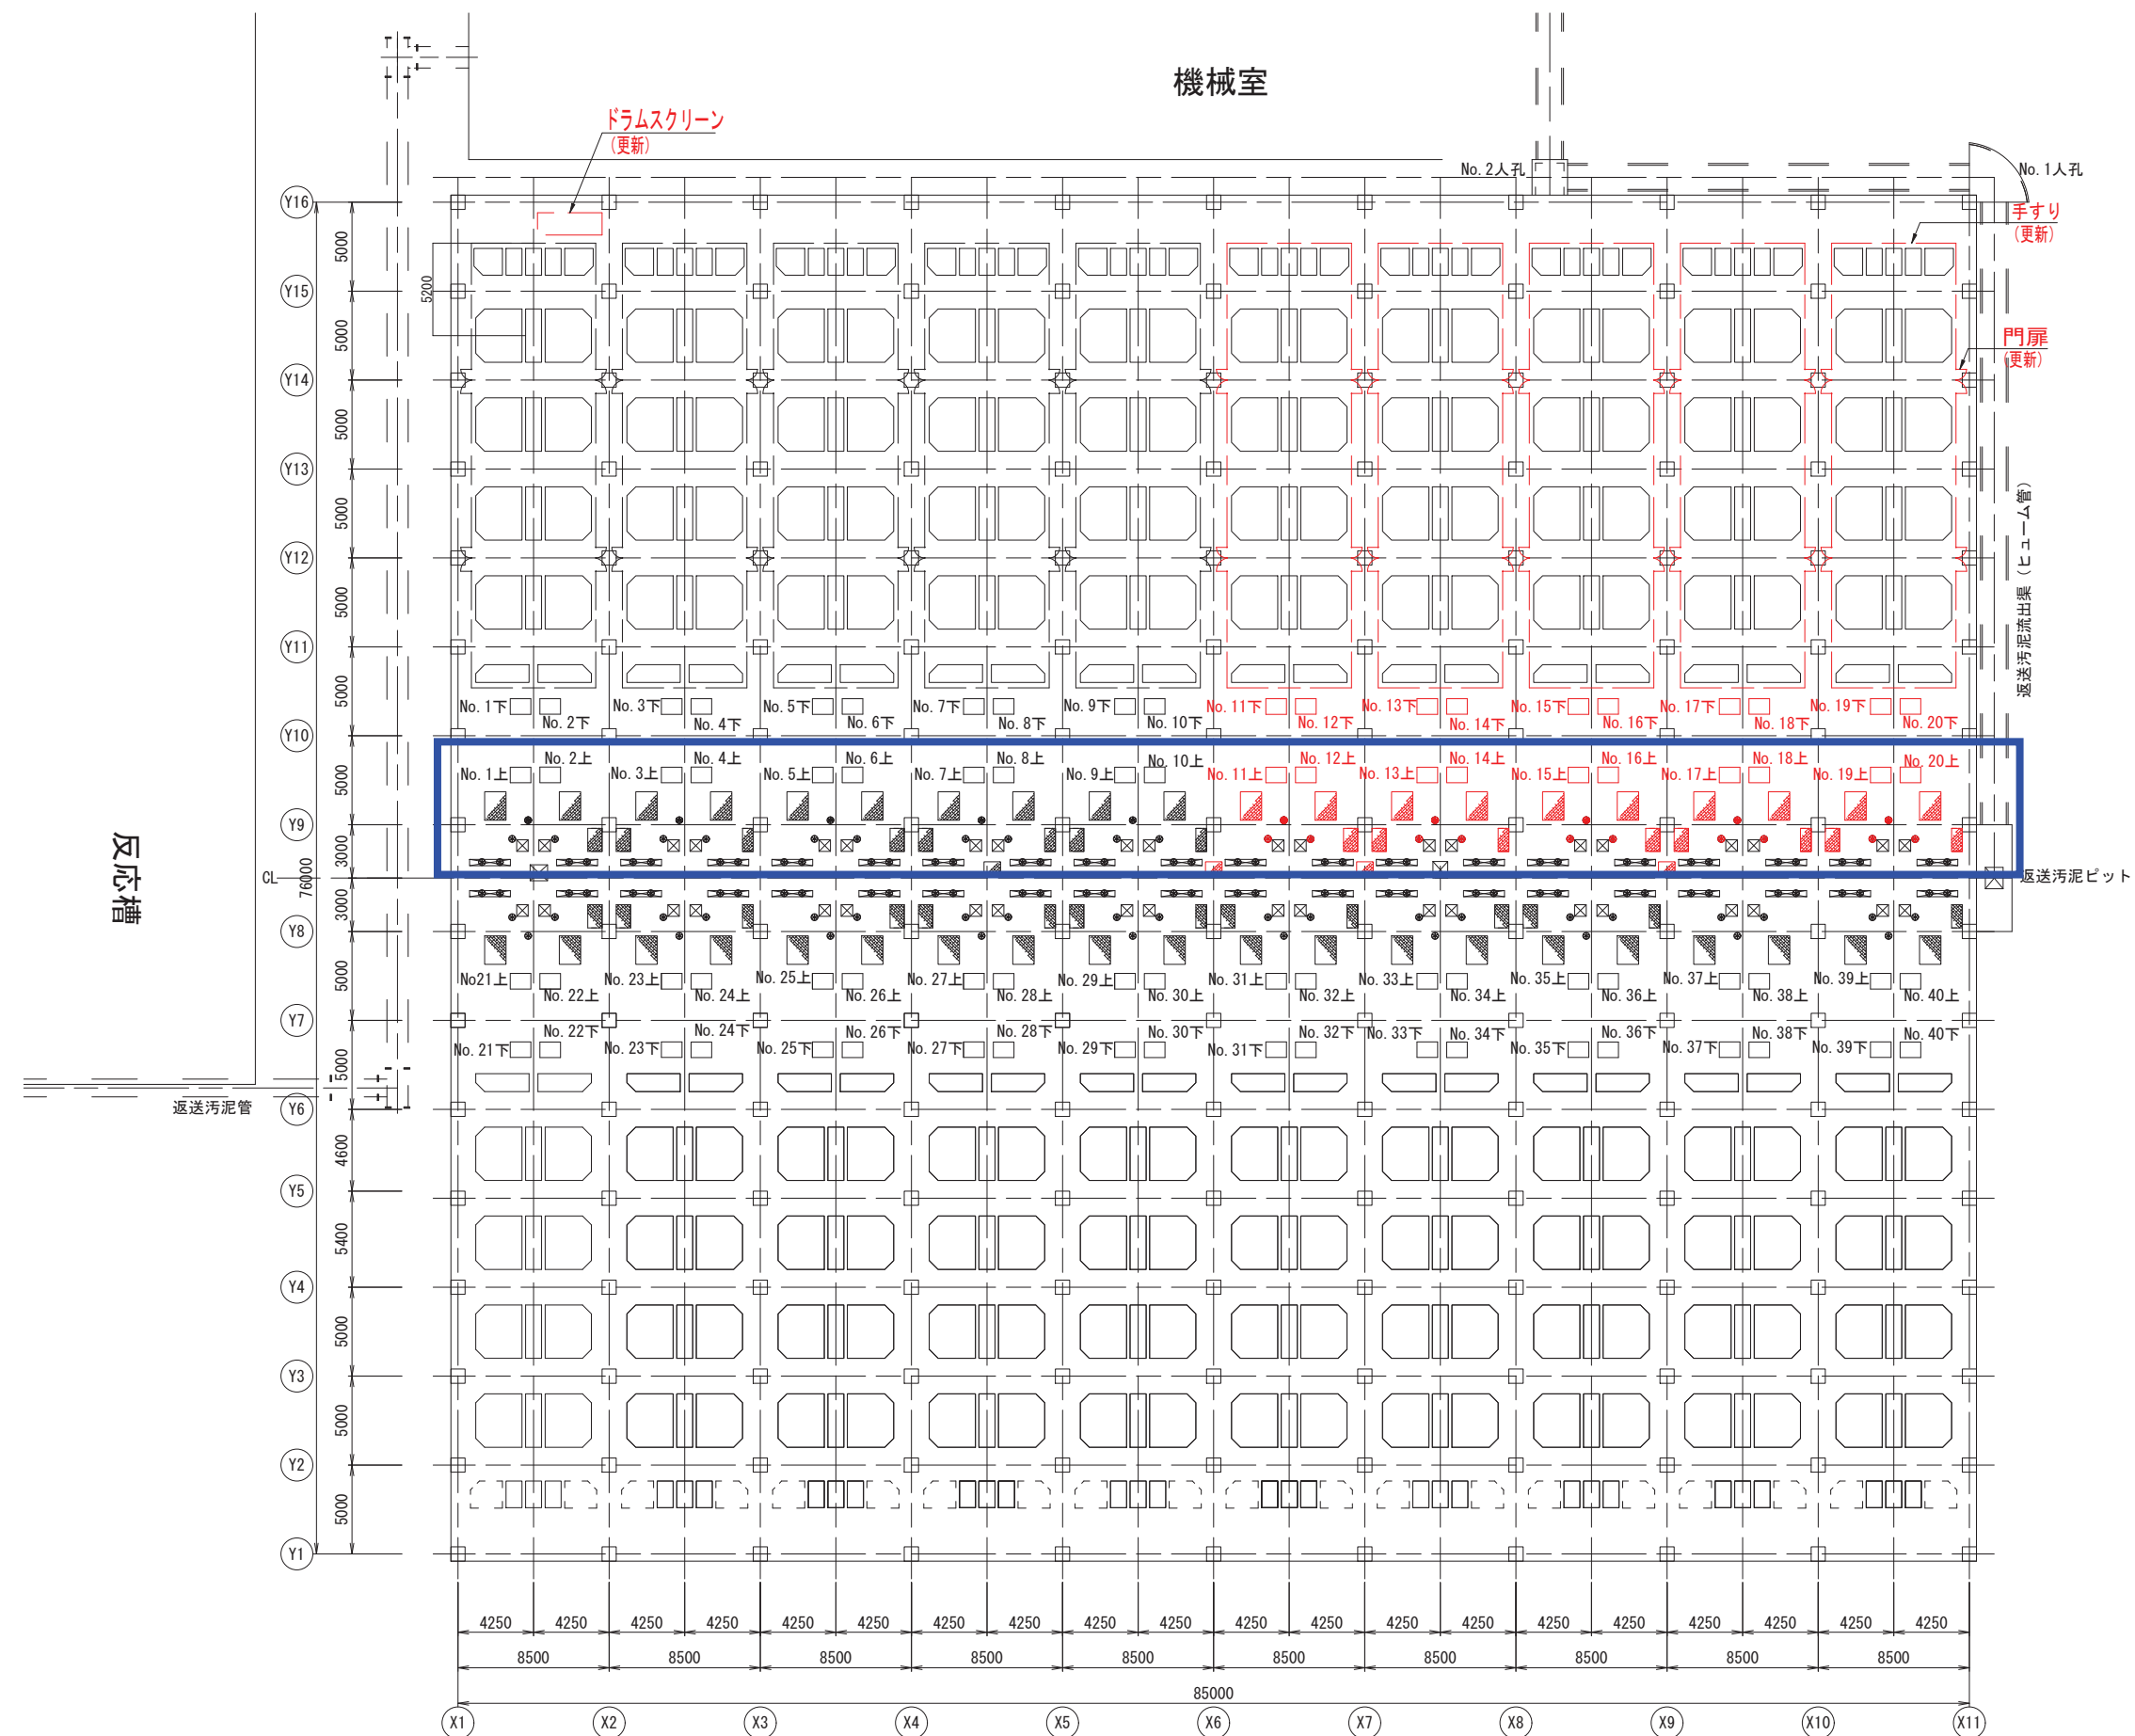 機械室
ドラムスクリーン
(更新)
No.2人孔
No.1人孔
手すり
(更新)
門扉
(更新)
返送汚泥流出渠（ヒューム管）
Y16
Y15
Y14
Y13
Y12
Y11
Y10
Y9
Y8
Y7
Y6
Y5
Y4
Y3
Y2
Y1
5000
5000
5000
5000
5000
5000
5000
3000
3000
5000
5000
4600
5400
5000
5000
5000
5200
76000
CL
反応槽
返送汚泥管
返送汚泥ピット
No.1下 No.3下 No.5下 No.7下 No.9下 No.11下 No.13下 No.15下 No.17下 No.19下
No.2下 No.4下 No.6下 No.8下 No.10下 No.12下 No.14下 No.16下 No.18下 No.20下
No.2上 No.4上 No.6上 No.8上 No.10上 No.12上 No.14上 No.16上 No.18上 No.20上
No.1上 No.3上 No.5上 No.7上 No.9上 No.11上 No.13上 No.15上 No.17上 No.19上
No21上 No.23上 No.25上 No.27上 No.29上 No.31上 No.33上 No.35上 No.37上 No.39上
No.22上 No.24上 No.26上 No.28上 No.30上 No.32上 No.34上 No.36上 No.38上 No.40上
No.22下 No.24下 No.26下 No.28下 No.30下 No.32下 No.33下 No.34下 No.36下 No.38下 No.40下
No.21下 No.23下 No.25下 No.27下 No.29下 No.31下 No.35下 No.37下 No.39下
4250 4250 4250 4250 4250 4250 4250 4250 4250 4250 4250 4250 4250 4250 4250 4250 4250 4250 4250 4250
8500 8500 8500 8500 8500 8500 8500 8500 8500 8500
85000
X1 X2 X3 X4 X5 X6 X7 X8 X9 X10 X11